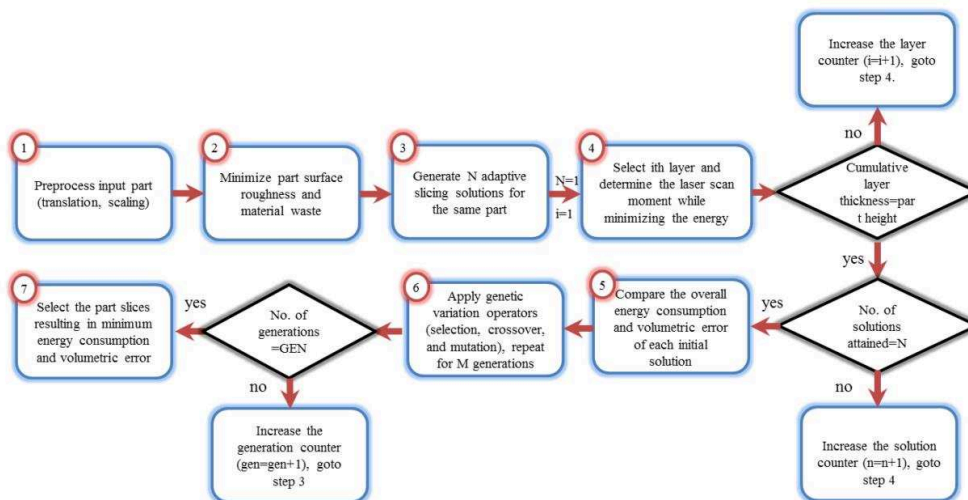 Increase the layer
counter (i=i+1), goto
step 4.
no
1
Preprocess input part
(translation, scaling)
2
Minimize part surface
roughness and
material waste
3
Generate N adaptive
slicing solutions for
the same part
N=1
i=1
4
Select ith layer and
determine the laser scan
moment while
minimizing the energy
Cumulative
layer
thickness=par
t height
yes
7
Select the part slices
resulting in minimum
energy consumption
and volumetric error
yes
No. of
generations
=GEN
6
Apply genetic
variation operators
(selection, crossover,
and mutation), repeat
for M generations
5
Compare the overall
energy consumption
and volumetric error
of each initial
solution
yes
No. of
solutions
attained=N
no
no
Increase the
generation counter
(gen=gen+1), goto
step 3
Increase the solution
counter (n=n+1), goto
step 4